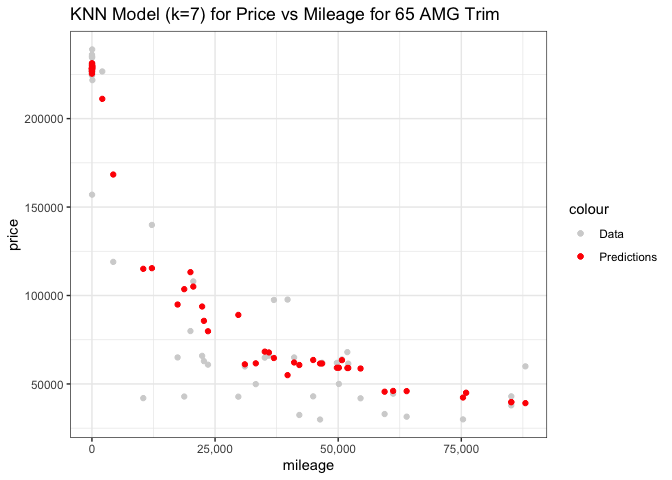 KNN Model (k=7) for Price vs Mileage for 65 AMG Trim
200000
150000
100000
50000
price
0
25,000
50,000
75,000
mileage
colour
Data
Predictions